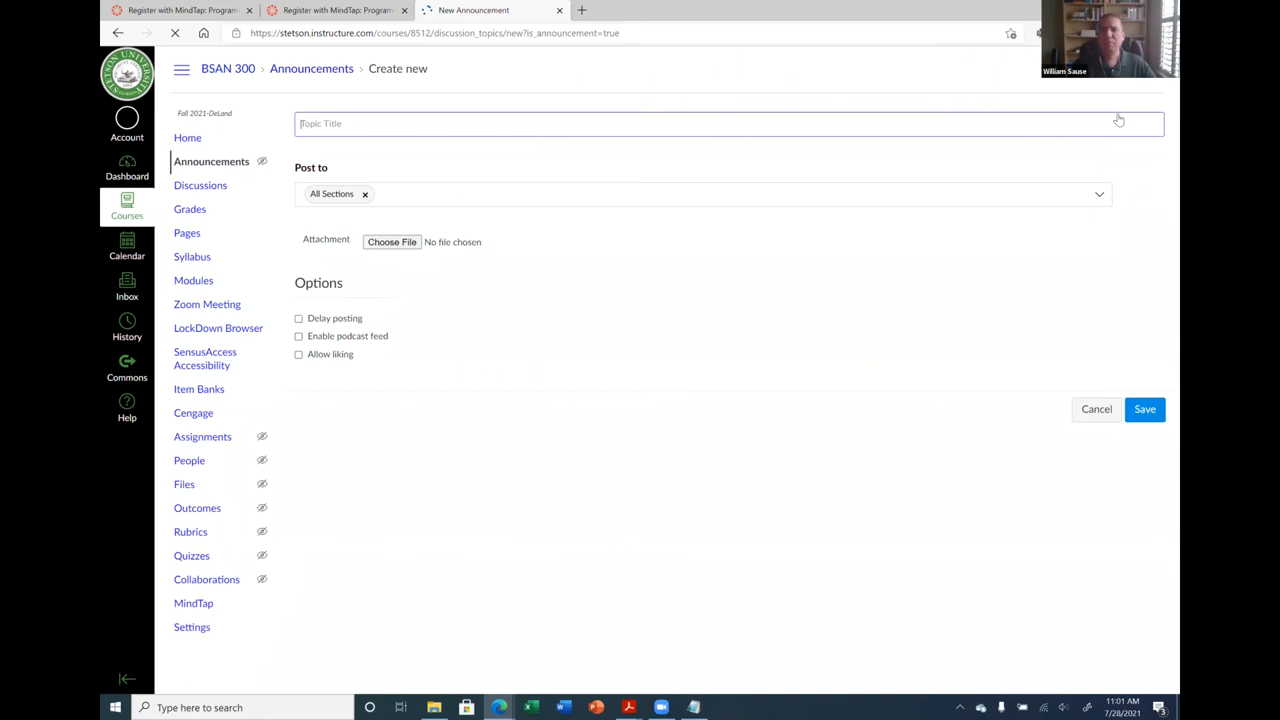 Register with MindTap: Program
Register with MindTap: Program
New Announcement
https://stetson.instructure.com/courses/8512/discussion_topics/new?is_announcement=true
William Sause
STETSON UNIVERSITY
BSAN 300 > Announcements > Create new
Fall 2021-DeLand
Account
Dashboard
Courses
Calendar
Inbox
History
Commons
Help
Home
Announcements
Discussions
Grades
Pages
Syllabus
Modules
Zoom Meeting
LockDown Browser
SensusAccess
Accessibility
Item Banks
Cengage
Assignments
People
Files
Outcomes
Rubrics
Quizzes
Collaborations
MindTap
Settings
Topic Title
Post to
All Sections
Attachment
Choose File No file chosen
Options
Delay posting
Enable podcast feed
Allow liking
Cancel Save
Type here to search
11:01 AM
7/28/2021
3